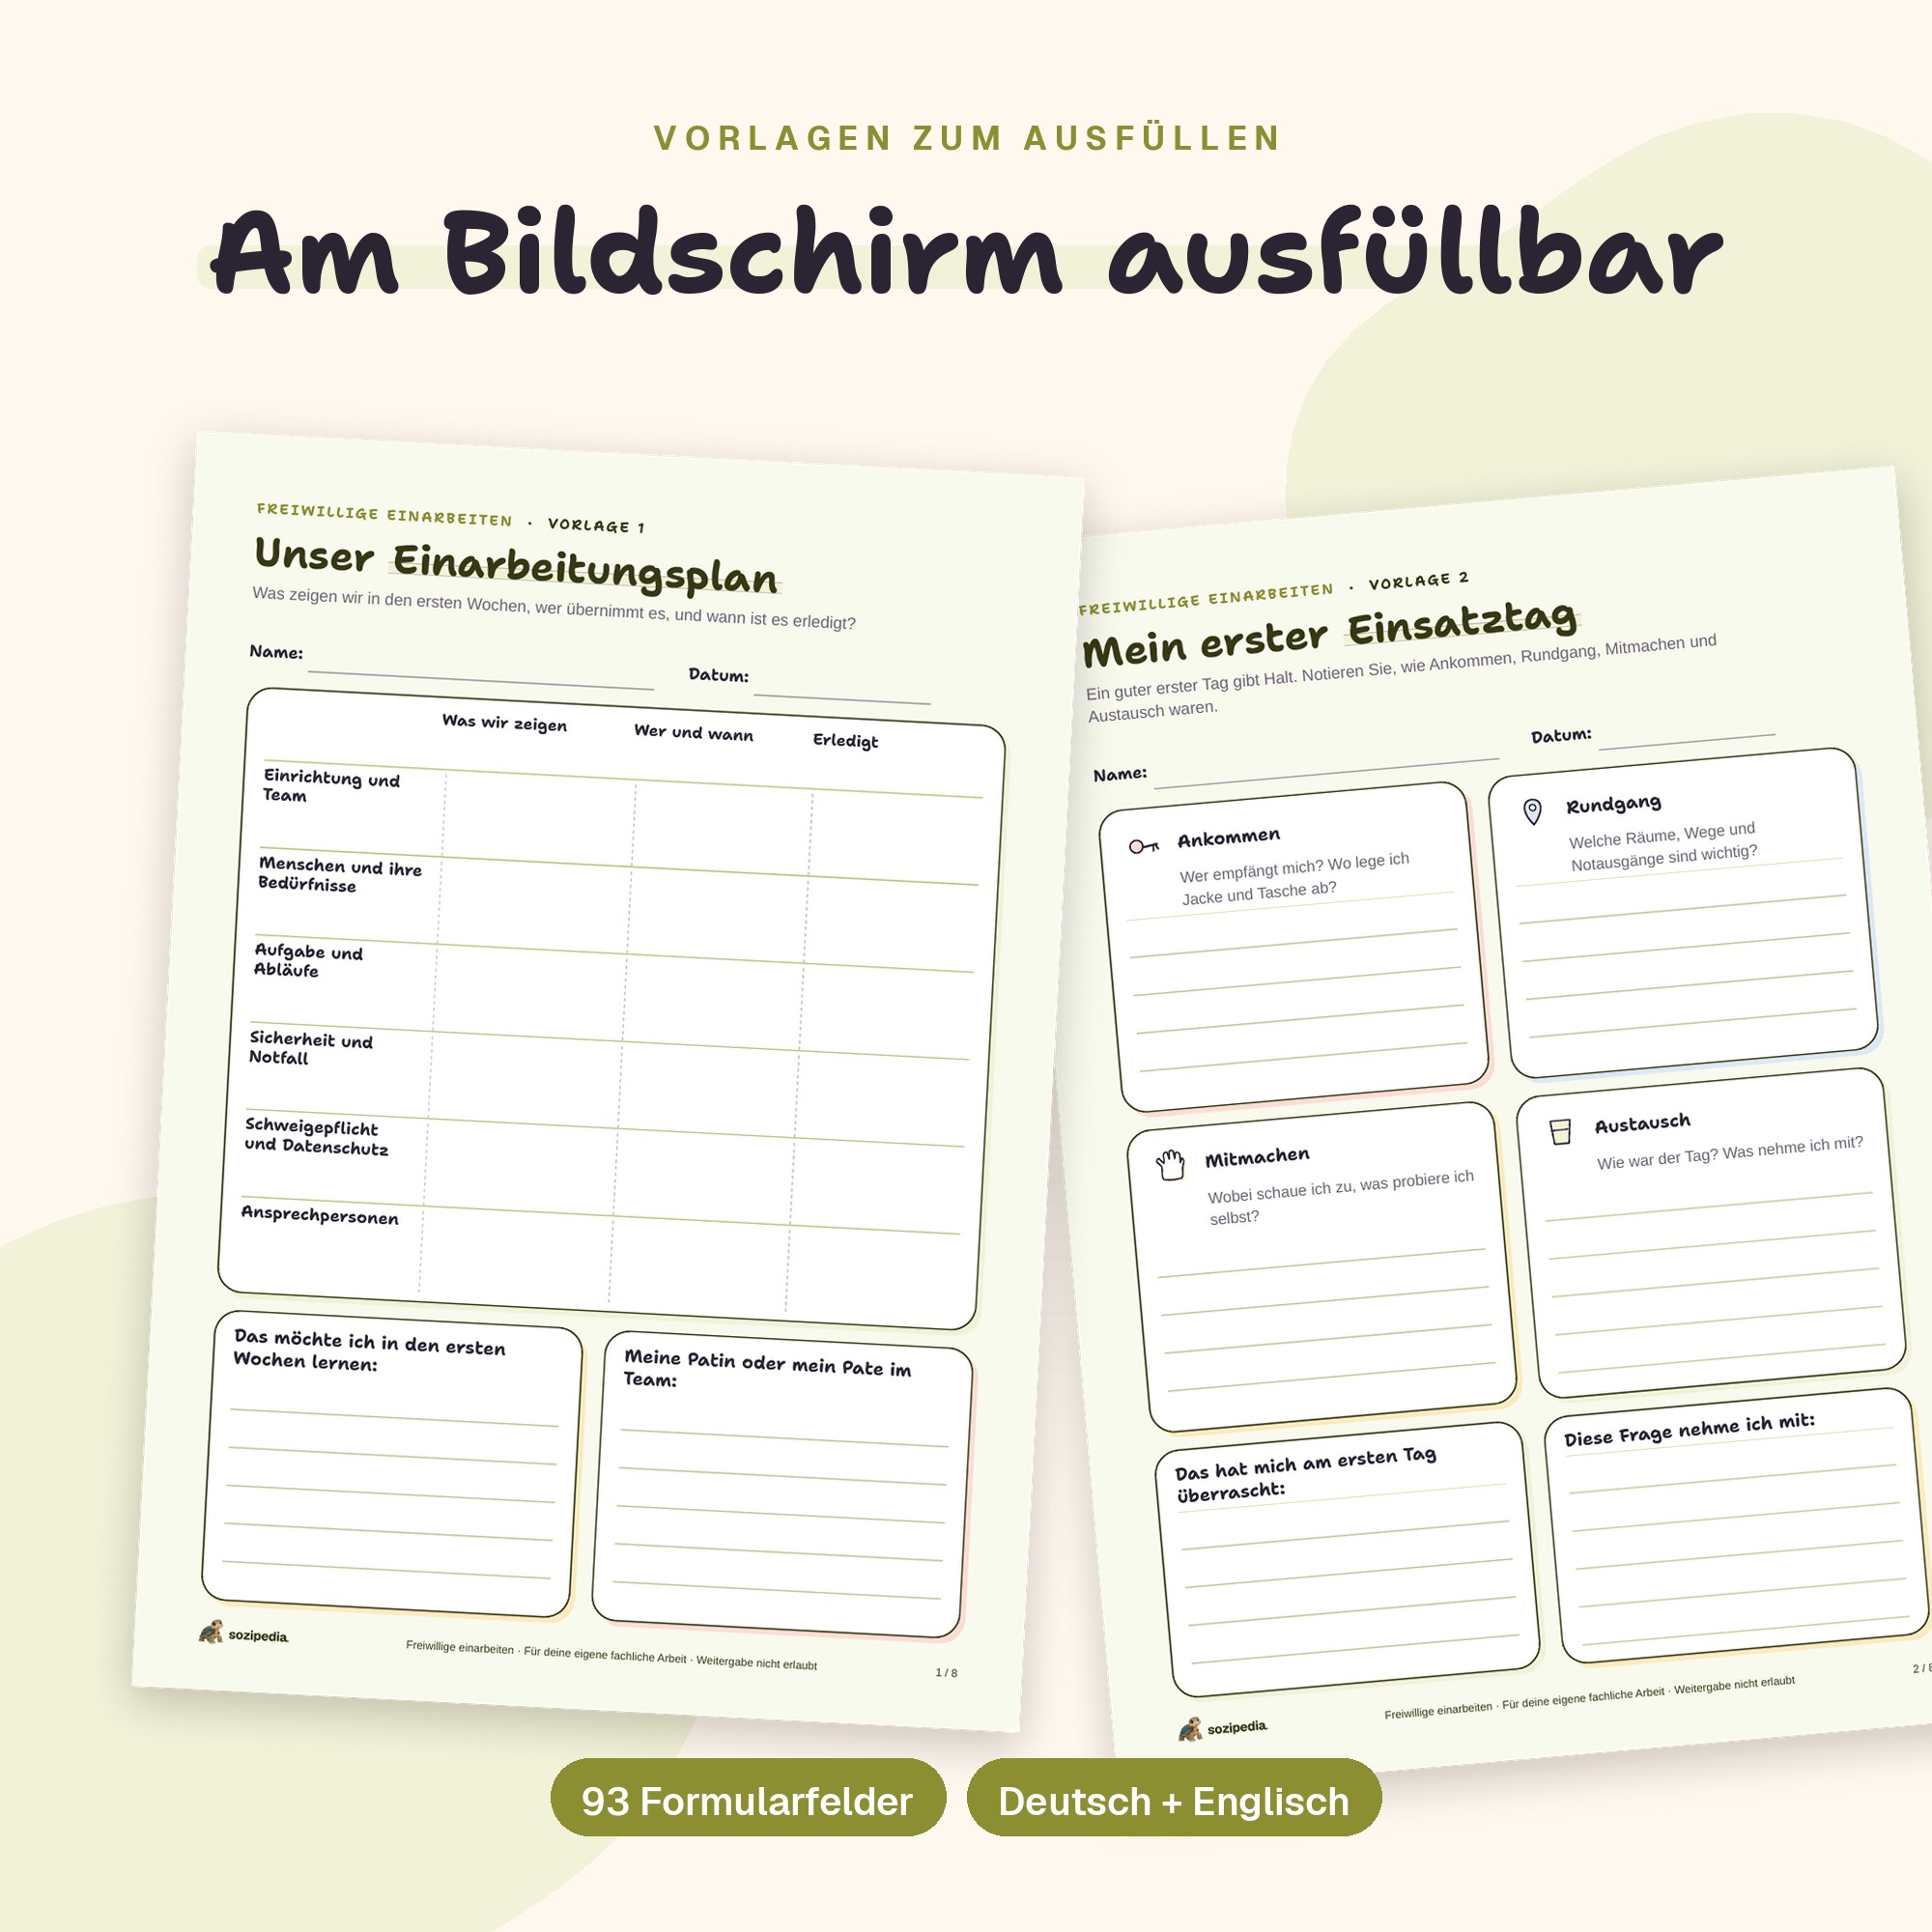 VORLAGEN ZUM AUSFÜLLEN
Am Bildschirm ausfüllbar
FREIWILLIGE EINARBEITEN · VORLAGE 1
Unser Einarbeitungsplan
Was zeigen wir in den ersten Wochen, wer übernimmt es, und wann ist es erledigt?
Name:
Datum:
Was wir zeigen
Wer und wann
Erledigt
Einrichtung und
Team
Menschen und ihre
Bedürfnisse
Aufgabe und
Abläufe
Sicherheit und
Notfall
Schweigepflicht
und Datenschutz
Ansprechpersonen
Das möchte ich in den ersten
Wochen lernen:
Meine Patin oder mein Pate im
Team:
sozipedia.
Freiwillige einarbeiten · Für deine eigene fachliche Arbeit · Weitergabe nicht erlaubt
1 / 8
FREIWILLIGE EINARBEITEN · VORLAGE 2
Mein erster Einsatztag
Ein guter erster Tag gibt Halt. Notieren Sie, wie Ankommen, Rundgang, Mitmachen und
Austausch waren.
Name:
Datum:
Ankommen
Wer empfängt mich? Wo lege ich
Jacke und Tasche ab?
Rundgang
Welche Räume, Wege und
Notausgänge sind wichtig?
Mitmachen
Wobei schaue ich zu, was probiere ich
selbst?
Austausch
Wie war der Tag? Was nehme ich mit?
Das hat mich am ersten Tag
überrascht:
Diese Frage nehme ich mit:
sozipedia.
Freiwillige einarbeiten · Für deine eigene fachliche Arbeit · Weitergabe nicht erlaubt
2 / 8
93 Formularfelder
Deutsch + Englisch